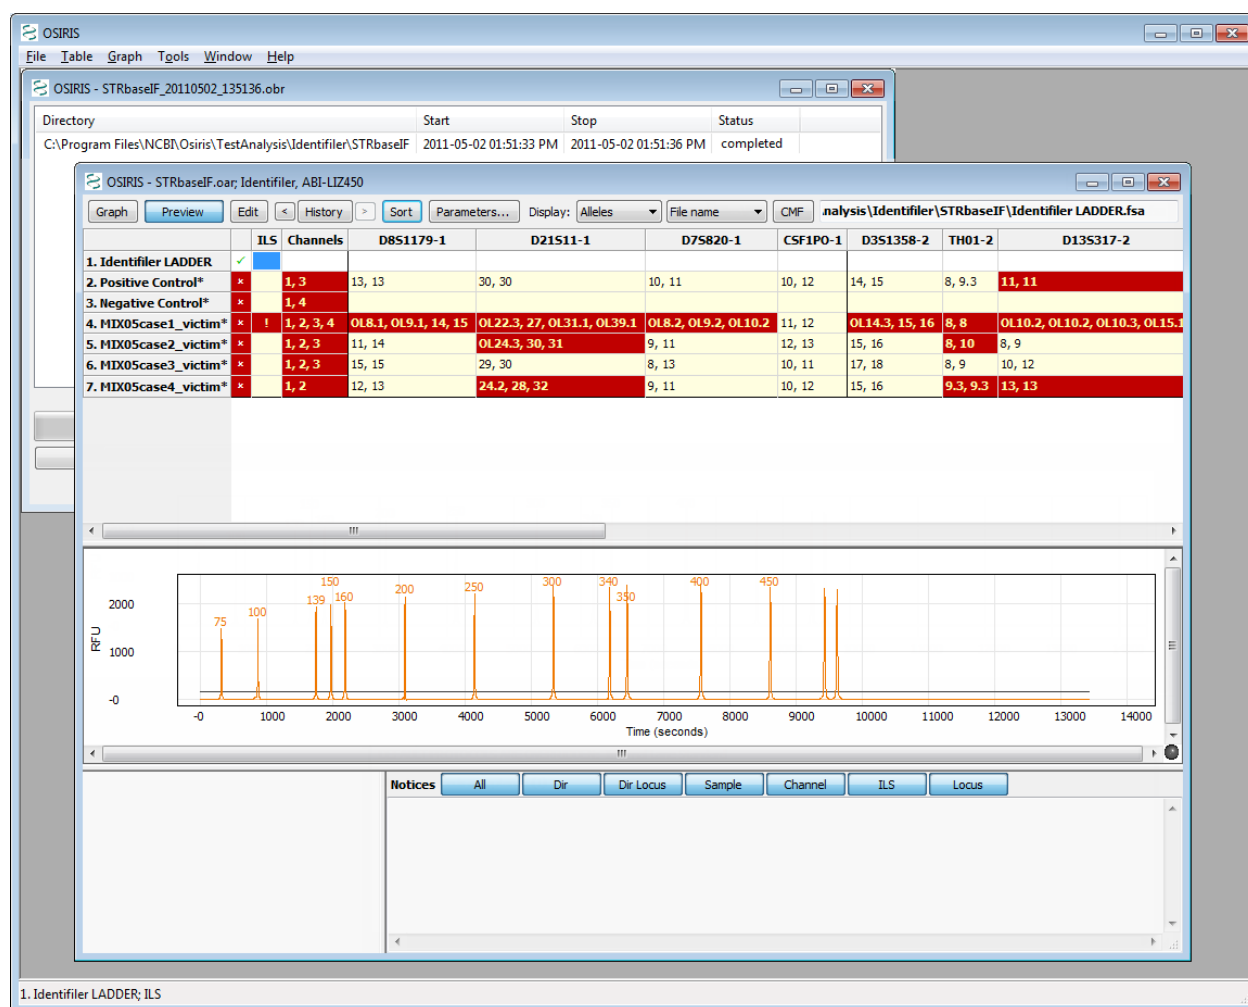 OSIRIS
File Table Graph Tools Window Help
OSIRIS - STRbaseIF_20110502_135136.obr
Directory Start Stop Status
C:\Program Files\NCBI\Osiris\TestAnalysis\Identifiler\STRbaseIF 2011-05-02 01:51:33 PM 2011-05-02 01:51:36 PM completed
OSIRIS - STRbaseIF.oar; Identifiler, ABI-LIZ450
Graph Preview Edit < History > Sort Parameters... Display: Alleles File name CMF nalysis\Identifiler\STRbaseIF\Identifiler LADDER.fsa
ILS Channels D8S1179-1 D21S11-1 D7S820-1 CSF1PO-1 D3S1358-2 TH01-2 D13S317-2
1. Identifiler LADDER ✓
2. Positive Control* × 1, 3 13, 13 30, 30 10, 11 10, 12 14, 15 8, 9.3 11, 11
3. Negative Control* × 1, 4
4. MIX05case1_victim* × ! 1, 2, 3, 4 OL8.1, OL9.1, 14, 15 OL22.3, 27, OL31.1, OL39.1 OL8.2, OL9.2, OL10.2 11, 12 OL14.3, 15, 16 8, 8 OL10.2, OL10.2, OL10.3, OL15.1
5. MIX05case2_victim* × 1, 2, 3 11, 14 OL24.3, 30, 31 9, 11 12, 13 15, 16 8, 10 8, 9
6. MIX05case3_victim* × 1, 2, 3 15, 15 29, 30 8, 13 10, 11 17, 18 8, 9 10, 12
7. MIX05case4_victim* × 1, 2 12, 13 24.2, 28, 32 9, 11 10, 12 15, 16 9.3, 9.3 13, 13
75 100 139 150 160 200 250 300 340 350 400 450
RFU
2000
1000
-0
-0 1000 2000 3000 4000 5000 6000 7000 8000 9000 10000 11000 12000 13000 14000
Time (seconds)
Notices All Dir Dir Locus Sample Channel ILS Locus
1. Identifiler LADDER; ILS